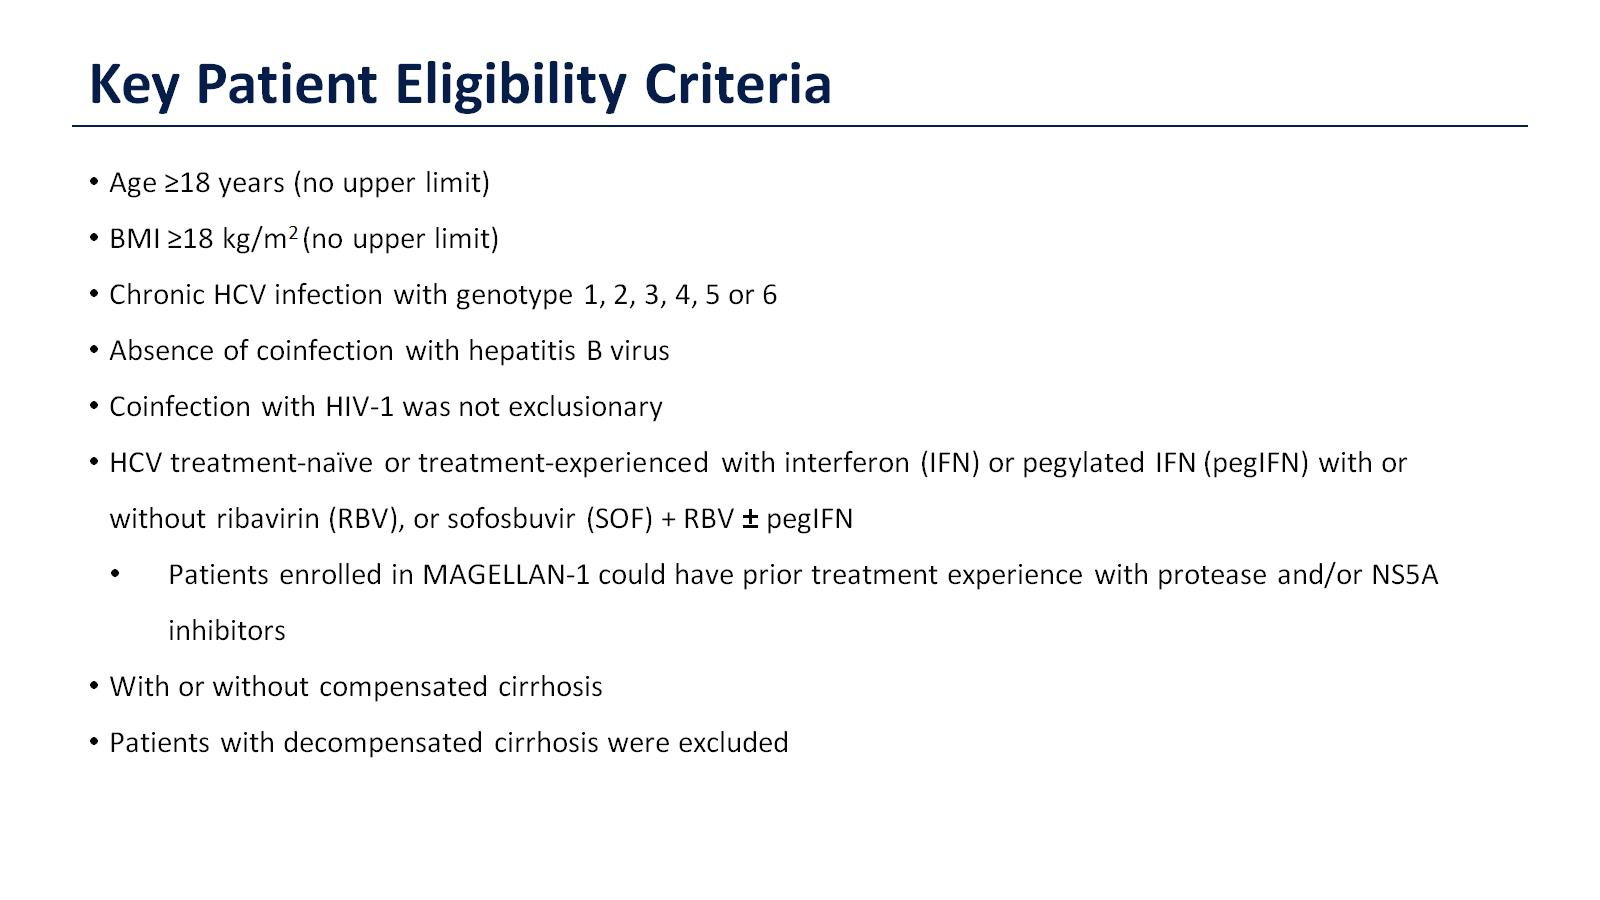 Key Patient Eligibility Criteria
• Age ≥18 years (no upper limit)
• BMI ≥18 kg/m² (no upper limit)
• Chronic HCV infection with genotype 1, 2, 3, 4, 5 or 6
• Absence of coinfection with hepatitis B virus
• Coinfection with HIV-1 was not exclusionary
• HCV treatment-naïve or treatment-experienced with interferon (IFN) or pegylated IFN (pegIFN) with or
without ribavirin (RBV), or sofosbuvir (SOF) + RBV ± pegIFN
• Patients enrolled in MAGELLAN-1 could have prior treatment experience with protease and/or NS5A
inhibitors
• With or without compensated cirrhosis
• Patients with decompensated cirrhosis were excluded